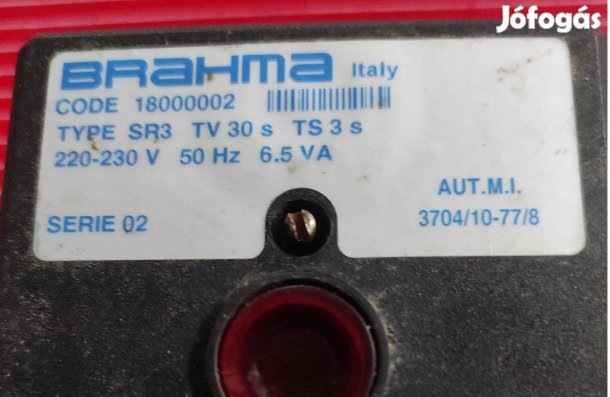 Jófogás
BRAHMA Italy
CODE 18000002
TYPE SR3 TV 30 s TS 3 s
220-230 V 50 Hz 6.5 VA
AUT.M.I.
SERIE 02 3704/10-77/8